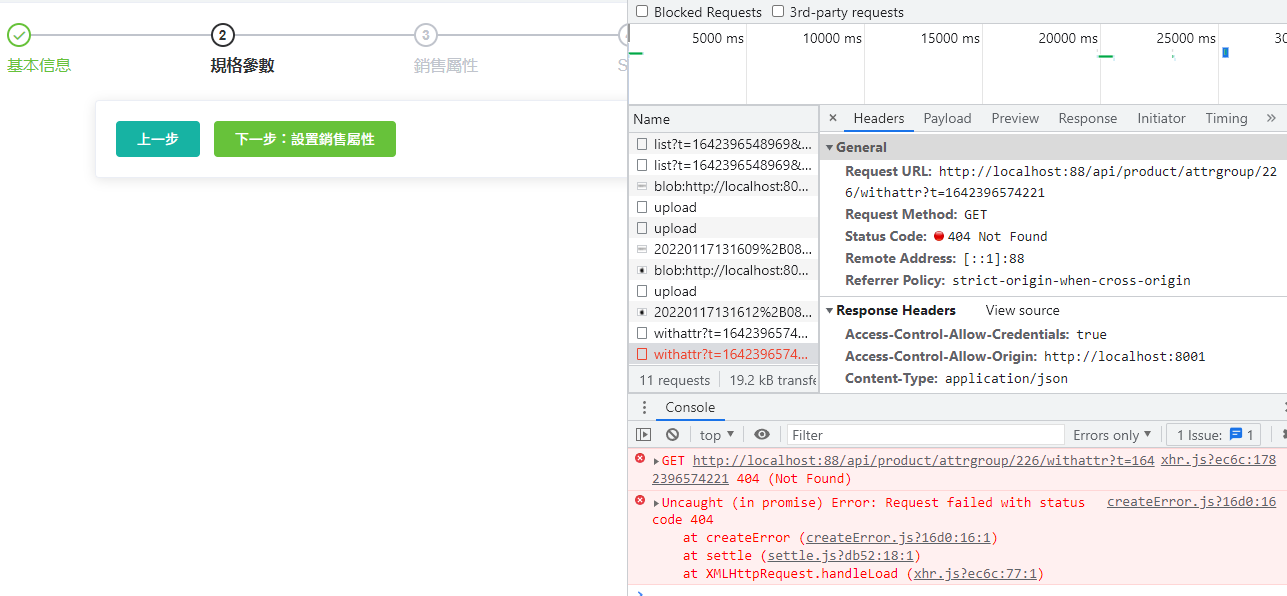 2
3
基本信息
規格參數
銷售屬性
S
上一步
下一步：設置銷售屬性
Blocked Requests
3rd-party requests
5000 ms
10000 ms
15000 ms
20000 ms
25000 ms
30
Name
list?t=1642396548969&...
list?t=1642396548969&...
blob:http://localhost:80...
upload
upload
20220117131609%2B08...
blob:http://localhost:80...
upload
20220117131612%2B08...
withattr?t=1642396574...
withattr?t=1642396574...
11 requests
19.2 kB transfe
Headers
Payload
Preview
Response
Initiator
Timing
General
Request URL: http://localhost:88/api/product/attrgroup/22
6/withattr?t=1642396574221
Request Method: GET
Status Code: 404 Not Found
Remote Address: [::1]:88
Referrer Policy: strict-origin-when-cross-origin
Response Headers
View source
Access-Control-Allow-Credentials: true
Access-Control-Allow-Origin: http://localhost:8001
Content-Type: application/json
Console
top
Filter
Errors only
1 Issue: 1
GET http://localhost:88/api/product/attrgroup/226/withattr?t=164 xhr.js?ec6c:178
2396574221 404 (Not Found)
Uncaught (in promise) Error: Request failed with status createError.js?16d0:16
code 404
at createError (createError.js?16d0:16:1)
at settle (settle.js?db52:18:1)
at XMLHttpRequest.handleLoad (xhr.js?ec6c:77:1)